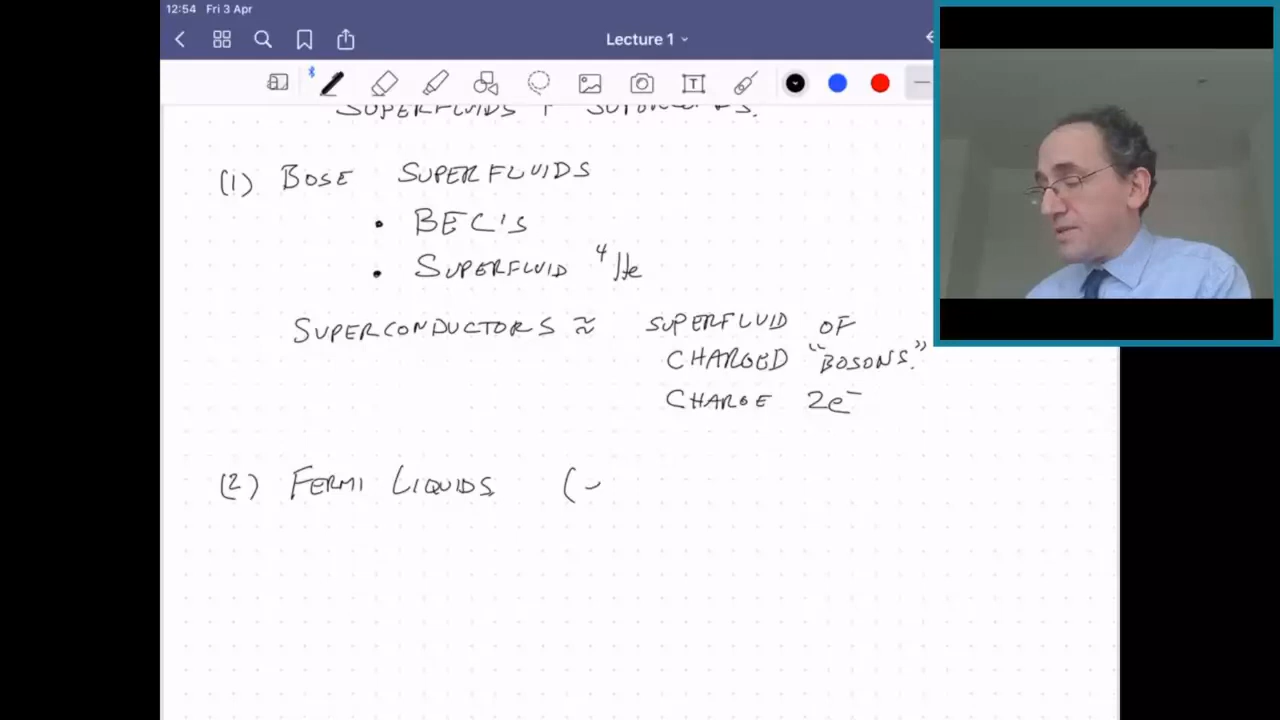 12:54 Fri 3 Apr
Lecture 1
SUPERFLUIDS +
(1) BOSE SUPERFLUIDS
• BEC'S
• SUPERFLUID ⁴He
SUPERCONDUCTORS ≈ SUPERFLUID OF
CHARGED "BOSONS."
CHARGE 2e⁻
(2) FERMI LIQUIDS (